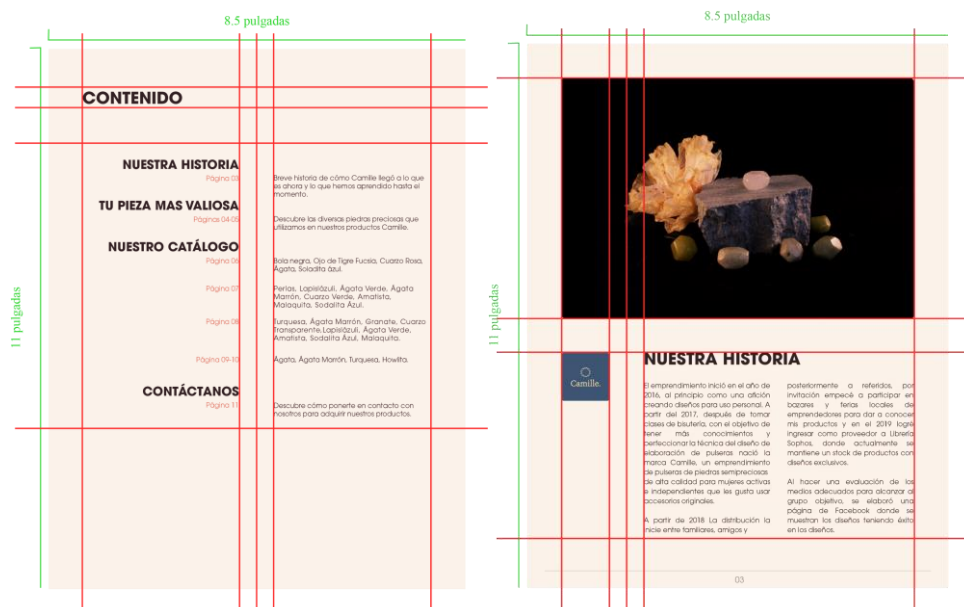 8.5 pulgadas
11 pulgadas
CONTENIDO
NUESTRA HISTORIA
Página 03
Breve historia de cómo Camille llegó a lo que
es ahora y lo que hemos aprendido hasta el
momento.
TU PIEZA MAS VALIOSA
Páginas 04-05
Descubre las diversas piedras preciosas que
utilizamos en nuestros productos Camille.
NUESTRO CATÁLOGO
Página 06
Bola negra, Ojo de Tigre Fucsia, Cuarzo Rosa,
Ágata, Soladita ázul.
Página 07
Perlas, Lapislázuli, Ágata Verde, Ágata
Marrón, Cuarzo Verde, Amatista,
Malaquita, Sodalita Ázul.
Página 08
Turquesa, Ágata Marrón, Granate, Cuarzo
Transparente,Lapislázuli, Ágata Verde,
Amatista, Sodalita Ázul, Malaquita.
Página 09-10
Ágata, Ágata Marrón, Turquesa, Howlita.
CONTÁCTANOS
Página 11
Descubre cómo ponerte en contacto con
nosotros para adquirir nuestros productos.
8.5 pulgadas
11 pulgadas
Camille.
NUESTRA HISTORIA
El emprendimiento inició en el año de
2016, al principio como una afición
creando diseños para uso personal. A
partir del 2017, después de tomar
clases de bisutería, con el objetivo de
tener más conocimientos y
perfeccionar la técnica del diseño de
elaboración de pulseras nació la
marca Camille, un emprendimiento
de pulseras de piedras semipreciosas
de alta calidad para mujeres activas
e independientes que les gusta usar
accesorios originales.
A partir de 2018 La distribución la
inicie entre familiares, amigos y
posteriormente a referidos, por
invitación empecé a participar en
bazares y ferias locales de
emprendedores para dar a conocer
mis productos y en el 2019 logré
ingresar como proveedor a Librería
Sophos, donde actualmente se
mantiene un stock de productos con
diseños exclusivos.
Al hacer una evaluación de los
medios adecuados para alcanzar al
grupo objetivo, se elaboró una
página de Facebook donde se
muestran los diseños teniendo éxito
en los diseños.
03